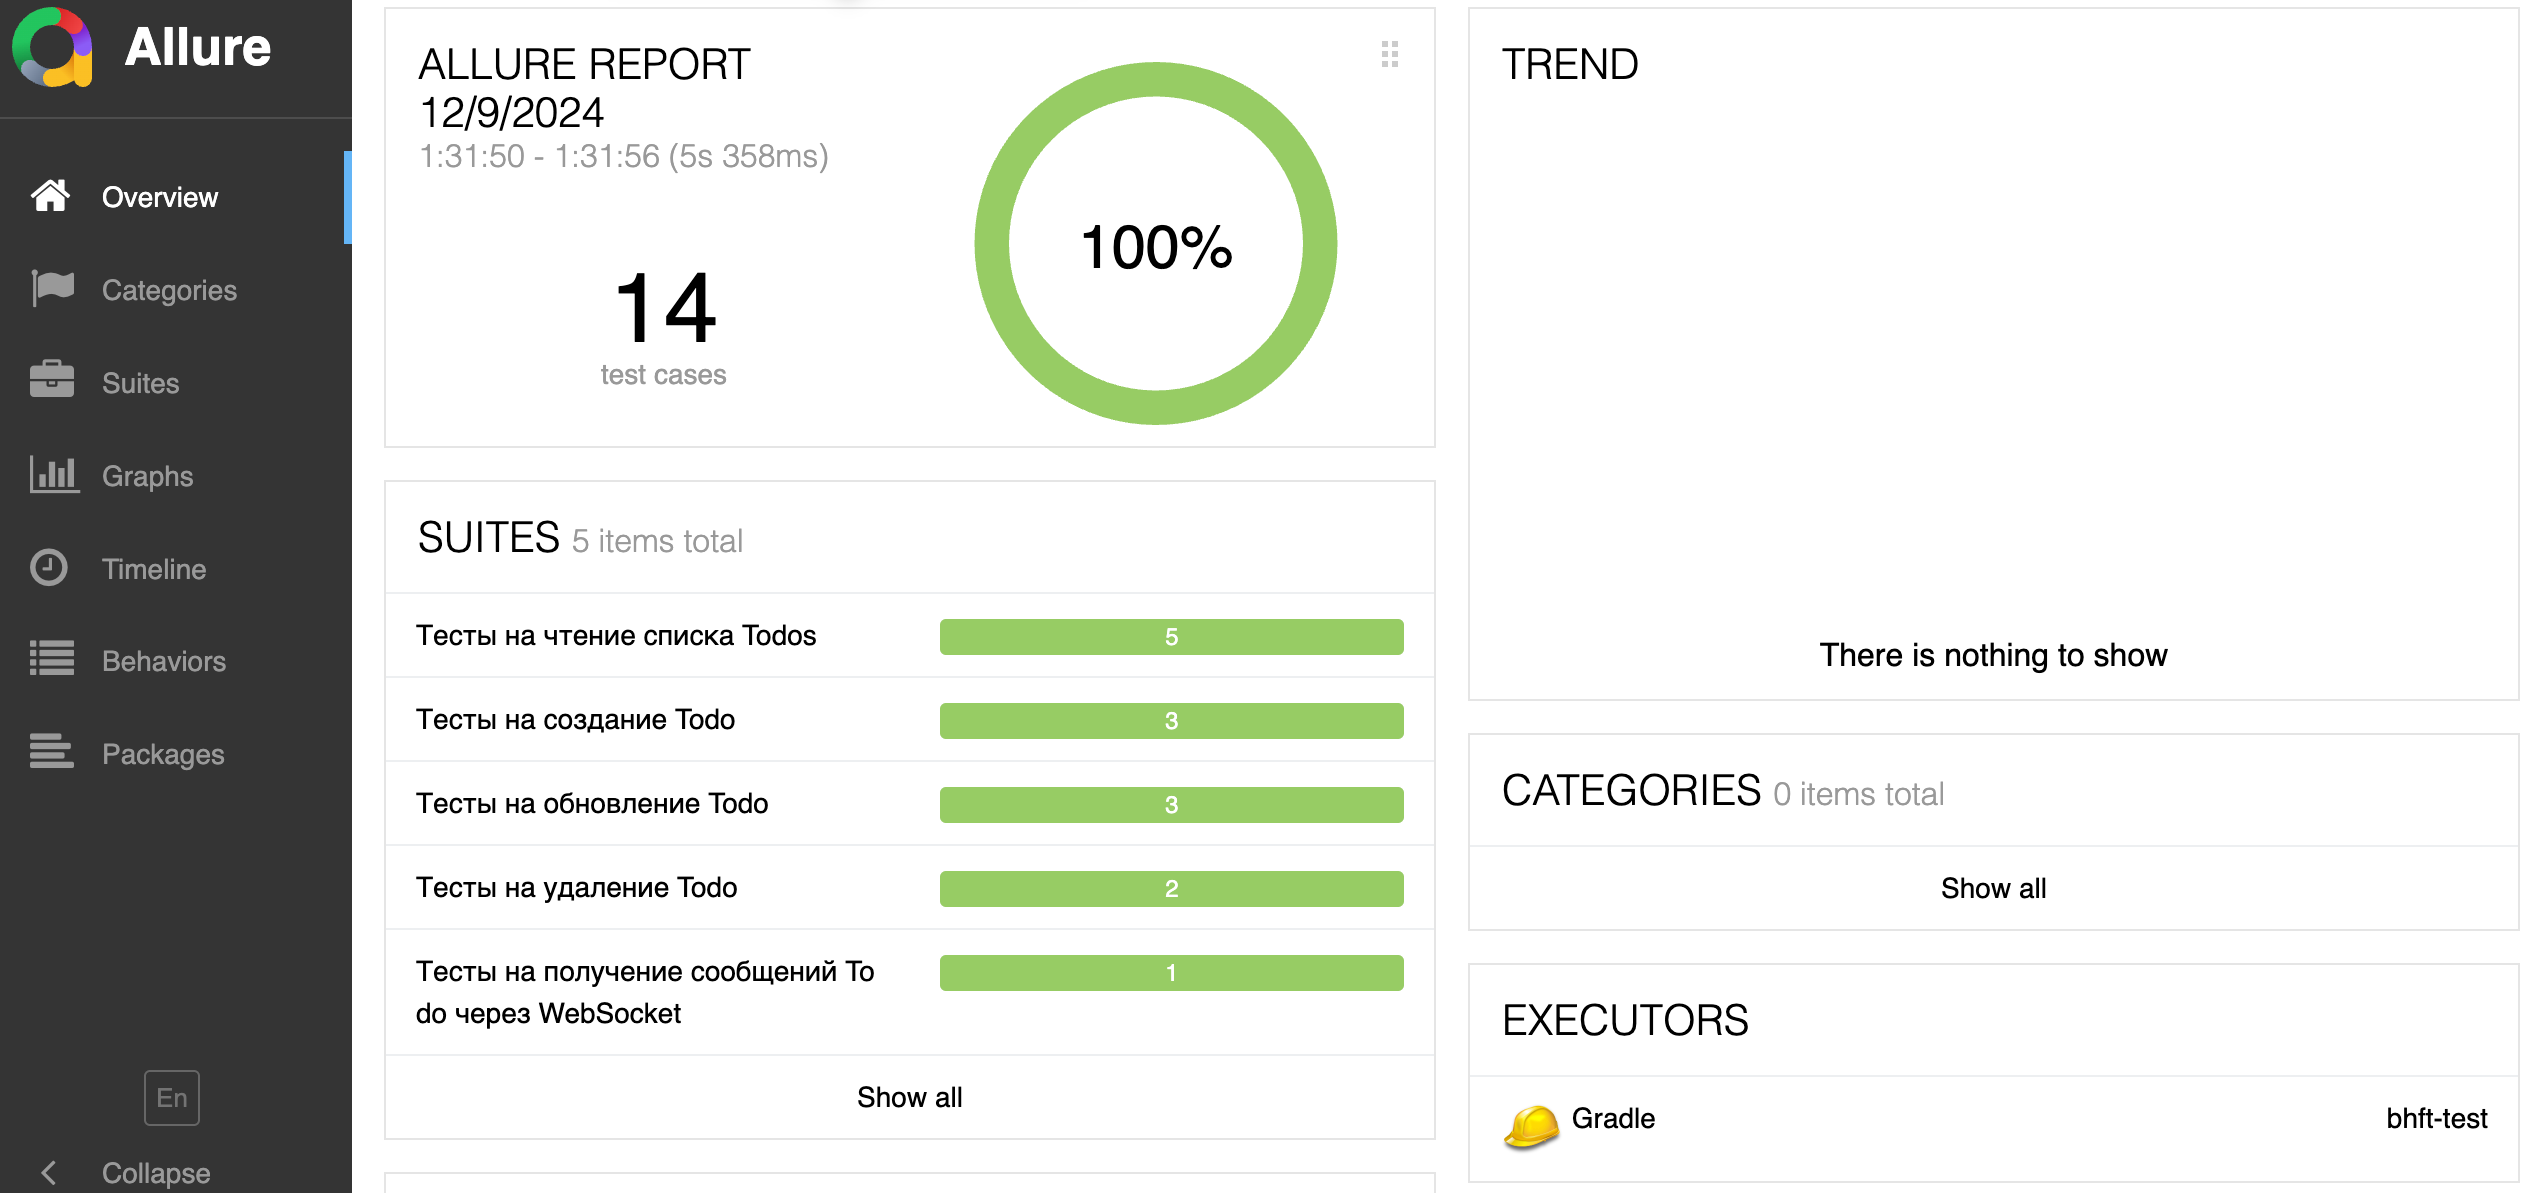 Allure
Overview
Categories
Suites
Graphs
Timeline
Behaviors
Packages
En
Collapse
ALLURE REPORT
12/9/2024
1:31:50 - 1:31:56 (5s 358ms)
14
test cases
100%
SUITES 5 items total
Тесты на чтение списка Todos 5
Тесты на создание Todo 3
Тесты на обновление Todo 3
Тесты на удаление Todo 2
Тесты на получение сообщений To 1
do через WebSocket
Show all
TREND
There is nothing to show
CATEGORIES 0 items total
Show all
EXECUTORS
Gradle bhft-test